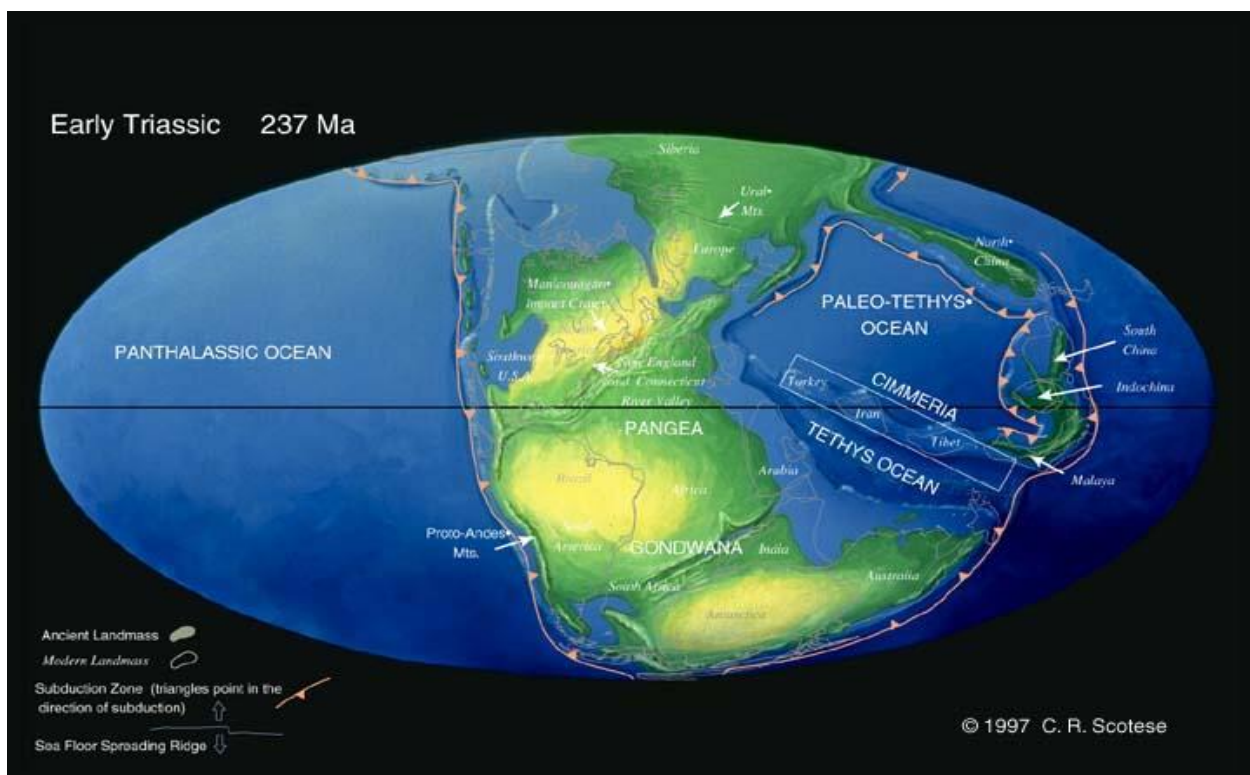 Early Triassic 237 Ma
Siberia
Ural•
Mts.
North•
China
Europe
Manicouagan•
Impact Crater
PALEO-TETHYS•
OCEAN
PANTHALASSIC OCEAN
South
China
Southwest
U.S.A.
New England
and Connecticut
River Valley
Turkey
CIMMERIA
Indochina
Iran
PANGEA
Tibet
TETHYS OCEAN
Arabia
Malaya
Brazil
Africa
Proto-Andes•
Mts.
South
America
GONDWANA
India
South Africa
Australia
Antarctica
Ancient Landmass
Modern Landmass
Subduction Zone (triangles point in the
direction of subduction)
Sea Floor Spreading Ridge
© 1997 C. R. Scotese